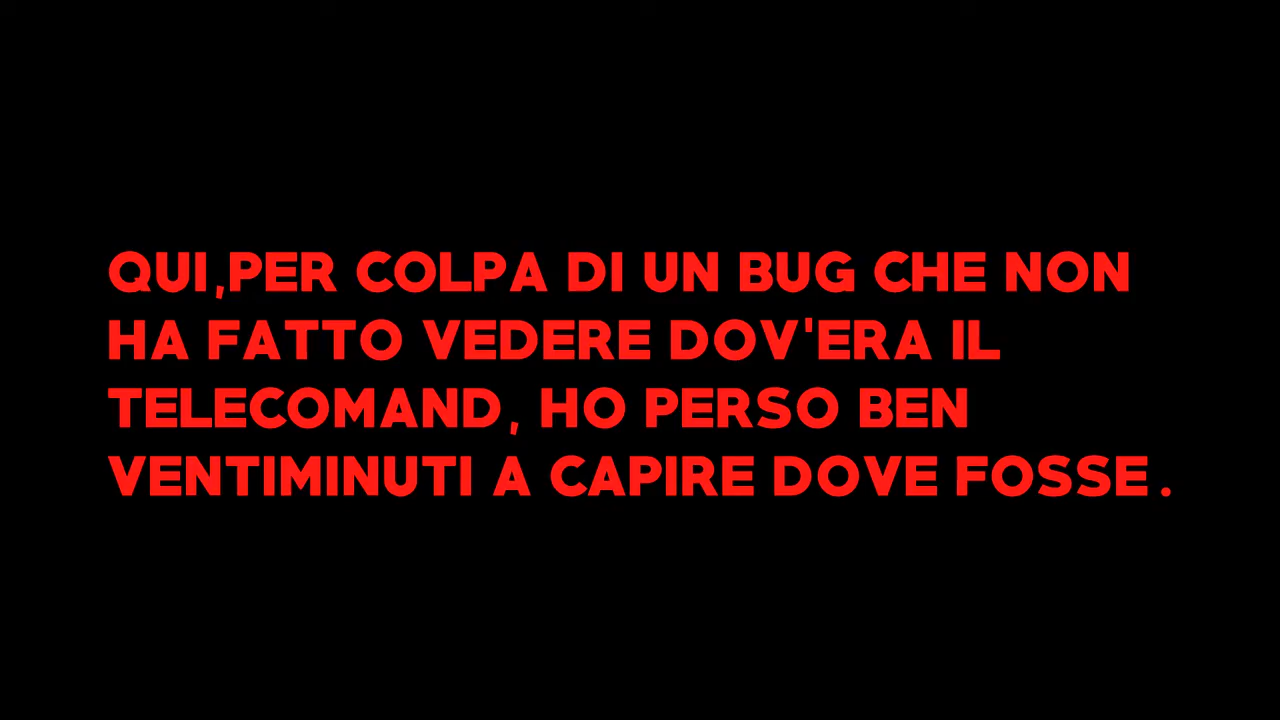 QUI,PER COLPA DI UN BUG CHE NON
HA FATTO VEDERE DOV'ERA IL
TELECOMAND, HO PERSO BEN
VENTIMINUTI A CAPIRE DOVE FOSSE.